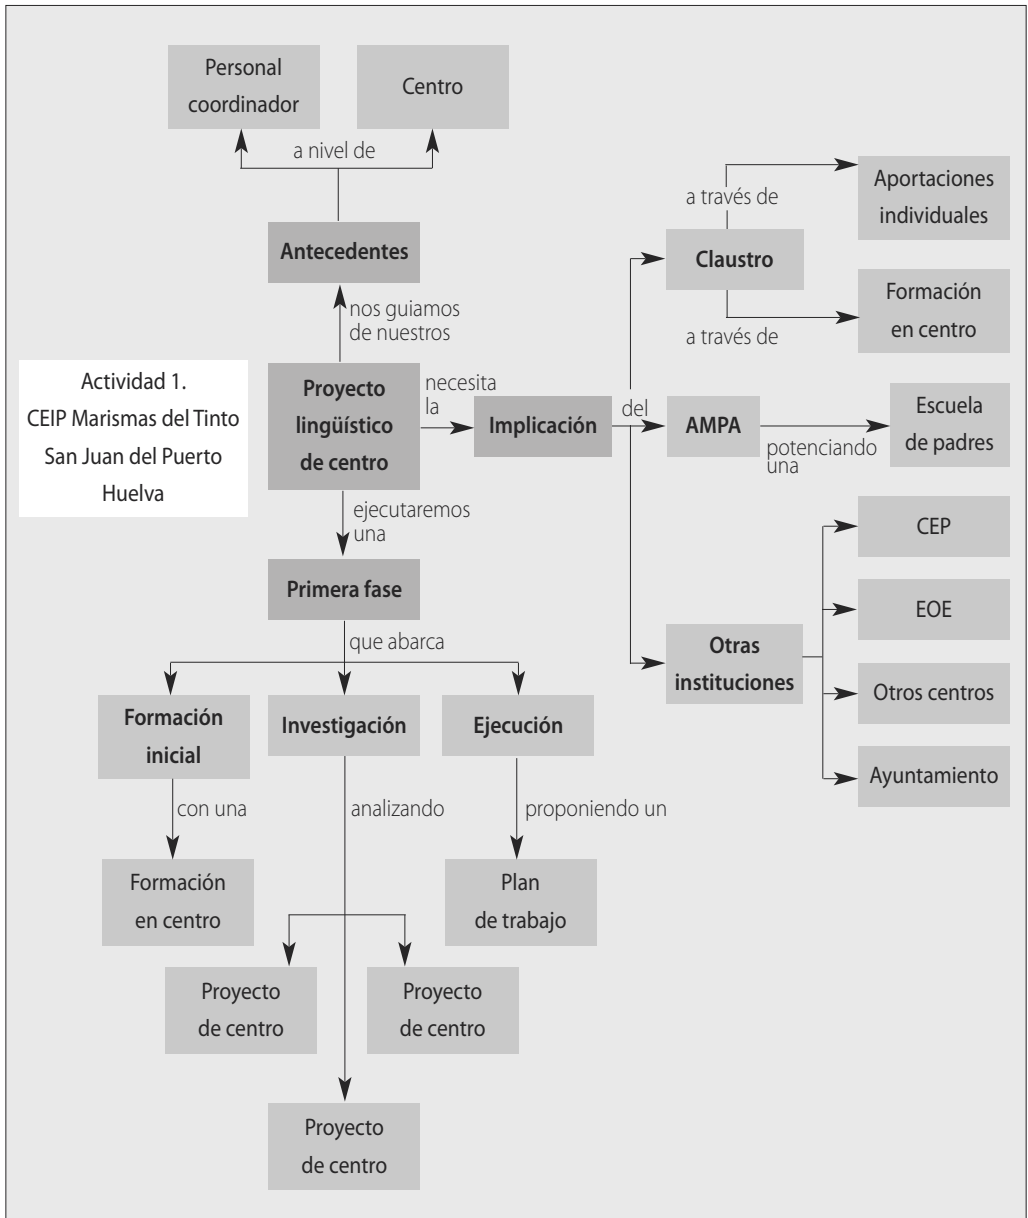 Personal
coordinador
Centro
a nivel de
Antecedentes
nos guiamos
de nuestros
Actividad 1.
CEIP Marismas del Tinto
San Juan del Puerto
Huelva
Proyecto
lingüístico
de centro
necesita
la
Implicación
del
Claustro
a través de
Aportaciones
individuales
a través de
Formación
en centro
AMPA
potenciando
una
Escuela
de padres
Otras
instituciones
CEP
EOE
Otros centros
Ayuntamiento
ejecutaremos
una
Primera fase
que abarca
Formación
inicial
Investigación
Ejecución
con una
analizando
proponiendo un
Formación
en centro
Plan
de trabajo
Proyecto
de centro
Proyecto
de centro
Proyecto
de centro